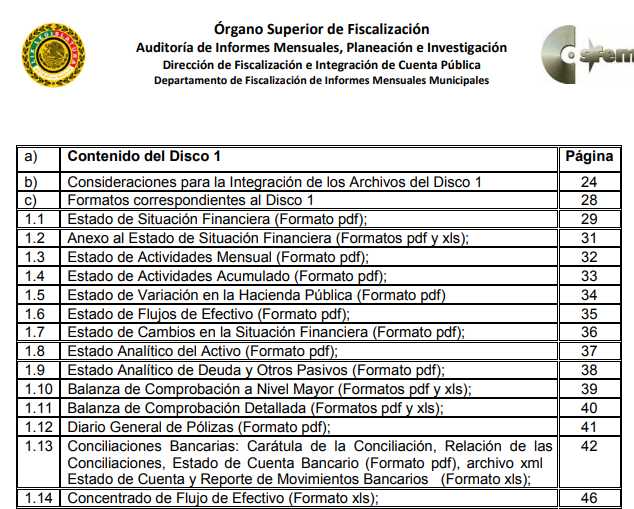 Órgano Superior de Fiscalización
Auditoría de Informes Mensuales, Planeación e Investigación
Dirección de Fiscalización e Integración de Cuenta Pública
Departamento de Fiscalización de Informes Mensuales Municipales
osfem
a) Contenido del Disco 1 Página
b) Consideraciones para la Integración de los Archivos del Disco 1 24
c) Formatos correspondientes al Disco 1 28
1.1 Estado de Situación Financiera (Formato pdf); 29
1.2 Anexo al Estado de Situación Financiera (Formatos pdf y xls); 31
1.3 Estado de Actividades Mensual (Formato pdf); 32
1.4 Estado de Actividades Acumulado (Formato pdf); 33
1.5 Estado de Variación en la Hacienda Pública (Formato pdf) 34
1.6 Estado de Flujos de Efectivo (Formato pdf); 35
1.7 Estado de Cambios en la Situación Financiera (Formato pdf); 36
1.8 Estado Analítico del Activo (Formato pdf); 37
1.9 Estado Analítico de Deuda y Otros Pasivos (Formato pdf); 38
1.10 Balanza de Comprobación a Nivel Mayor (Formatos pdf y xls); 39
1.11 Balanza de Comprobación Detallada (Formatos pdf y xls); 40
1.12 Diario General de Pólizas (Formato pdf); 41
1.13 Conciliaciones Bancarias: Carátula de la Conciliación, Relación de las 42
Conciliaciones, Estado de Cuenta Bancario (Formato pdf), archivo xml
Estado de Cuenta y Reporte de Movimientos Bancarios (Formato xls);
1.14 Concentrado de Flujo de Efectivo (Formato xls); 46